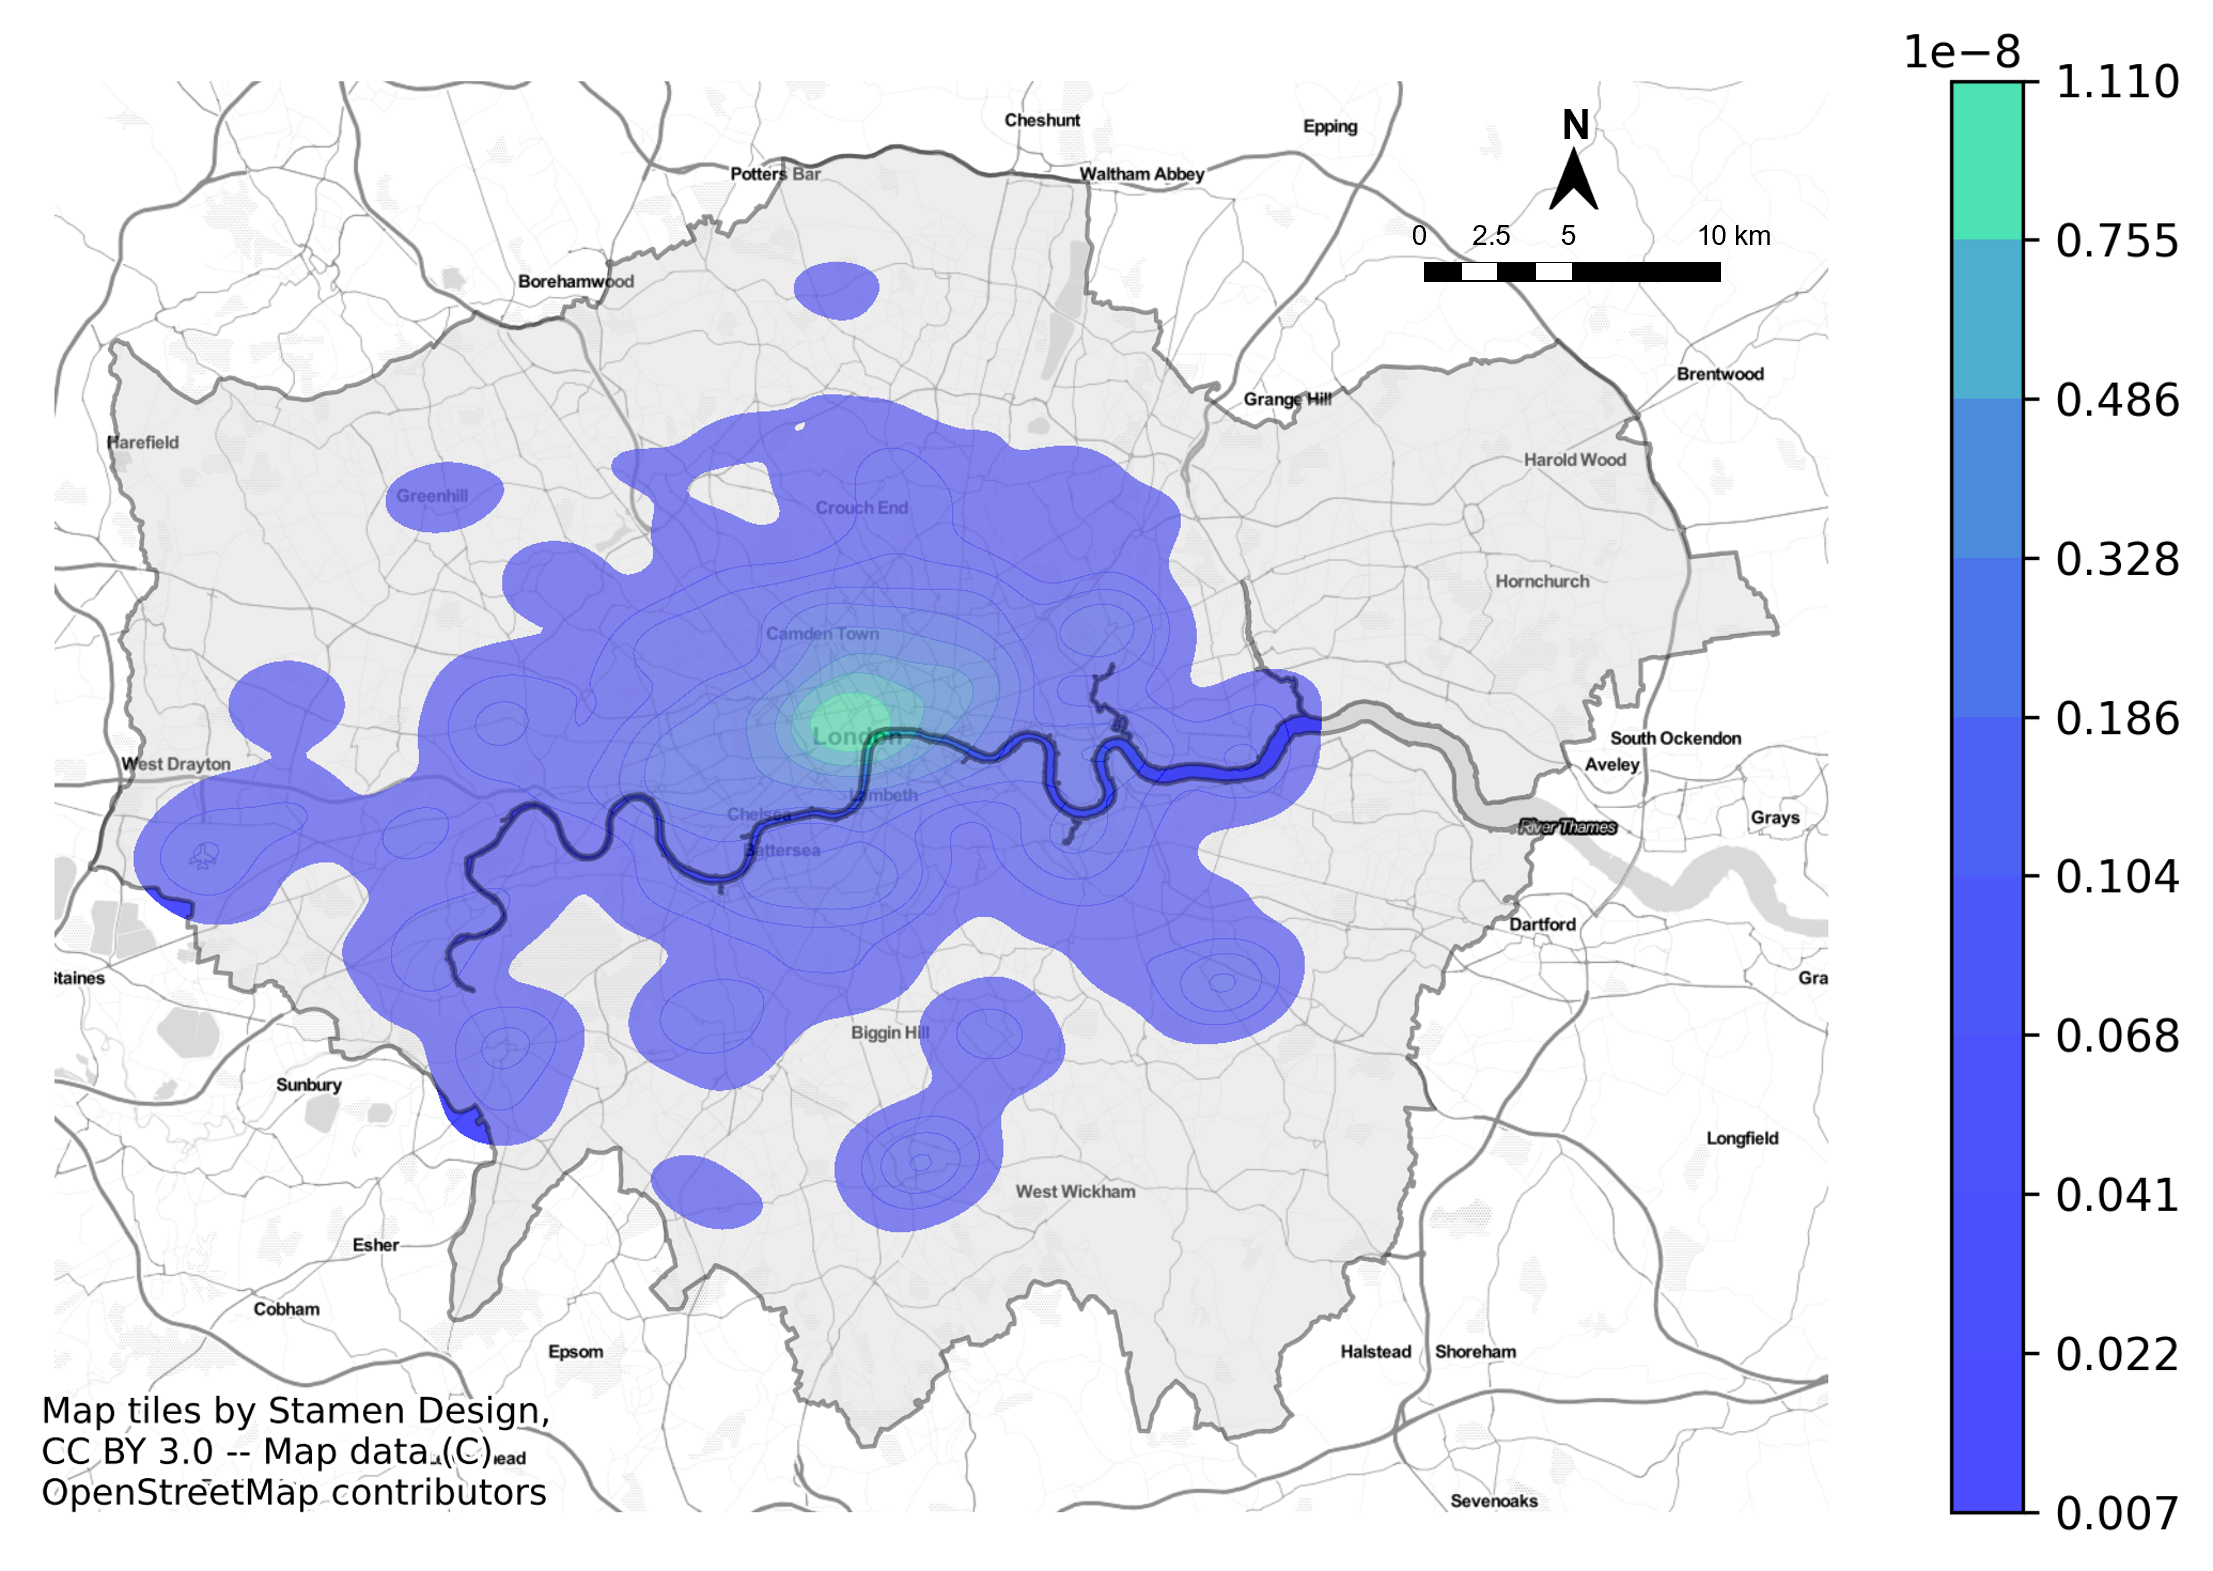 1e−8
1.110
0.755
0.486
0.328
0.186
0.104
0.068
0.041
0.022
0.007
N
0 2.5 5 10 km
Cheshunt
Epping
Potters Bar
Waltham Abbey
Borehamwood
Brentwood
Grange Hill
Harefield
Harold Wood
Greenhill
Crouch End
Hornchurch
Camden Town
London
South Ockendon
West Drayton
Aveley
Lambeth
Chelsea
Grays
River Thames
Battersea
Dartford
Staines
Gra
Biggin Hill
Sunbury
Longfield
West Wickham
Esher
Cobham
Epsom
Halstead
Shoreham
Sevenoaks
Map tiles by Stamen Design,
CC BY 3.0 -- Map data (C)
OpenStreetMap contributors